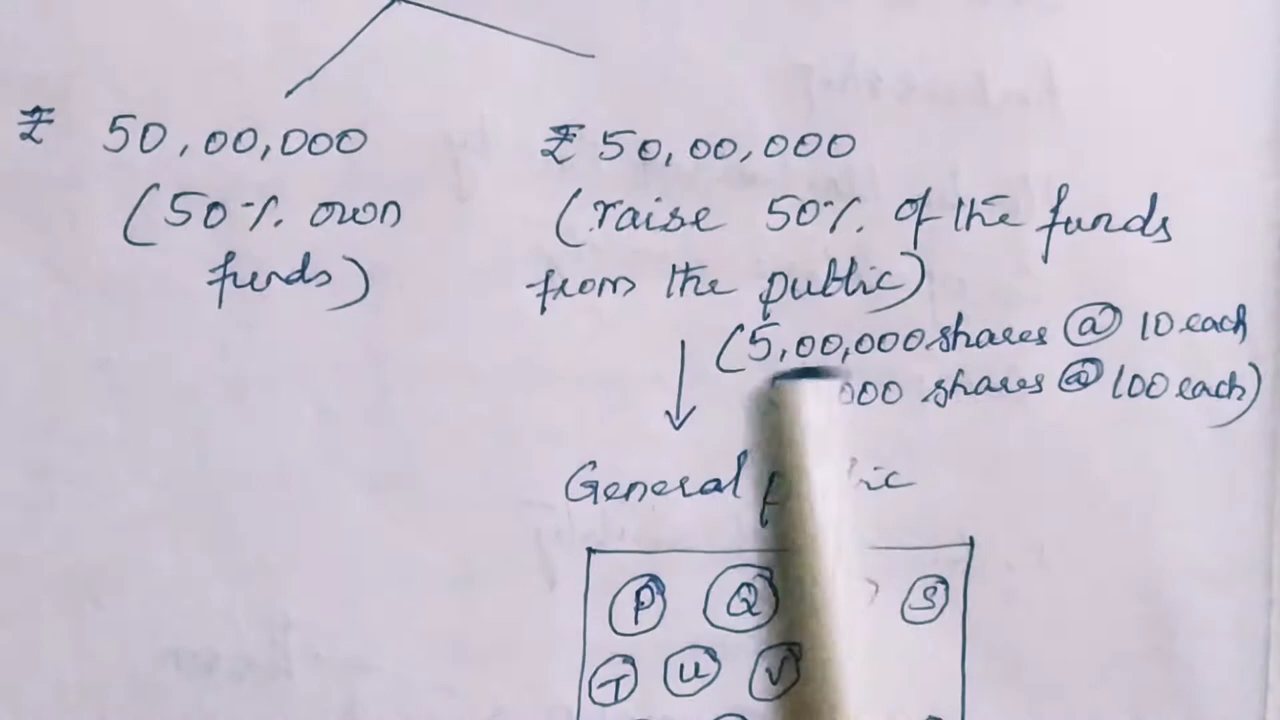 ₹ 50,00,000
(50% own
funds)
₹ 50,00,000
(raise 50% of the funds
from the public)
(5,00,000 shares @ 10 each
000 shares @ 100 each)
General
P Q S
T U V